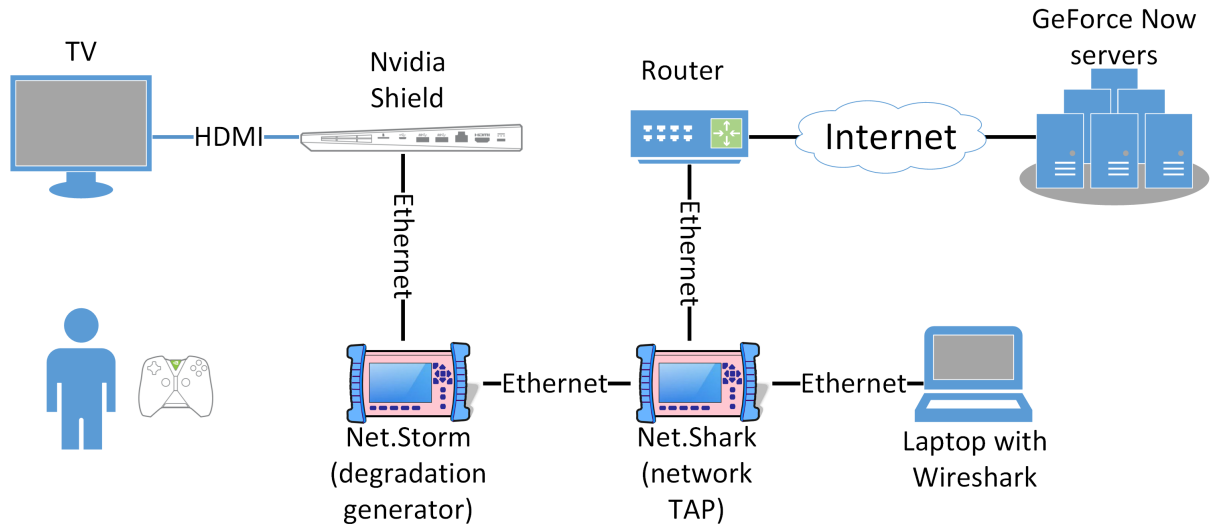 TV
Nvidia
Shield
Router
GeForce Now
servers
HDMI
Internet
Ethernet
Ethernet
Ethernet
Ethernet
Net.Storm
(degradation
generator)
Net.Shark
(network
TAP)
Laptop with
Wireshark